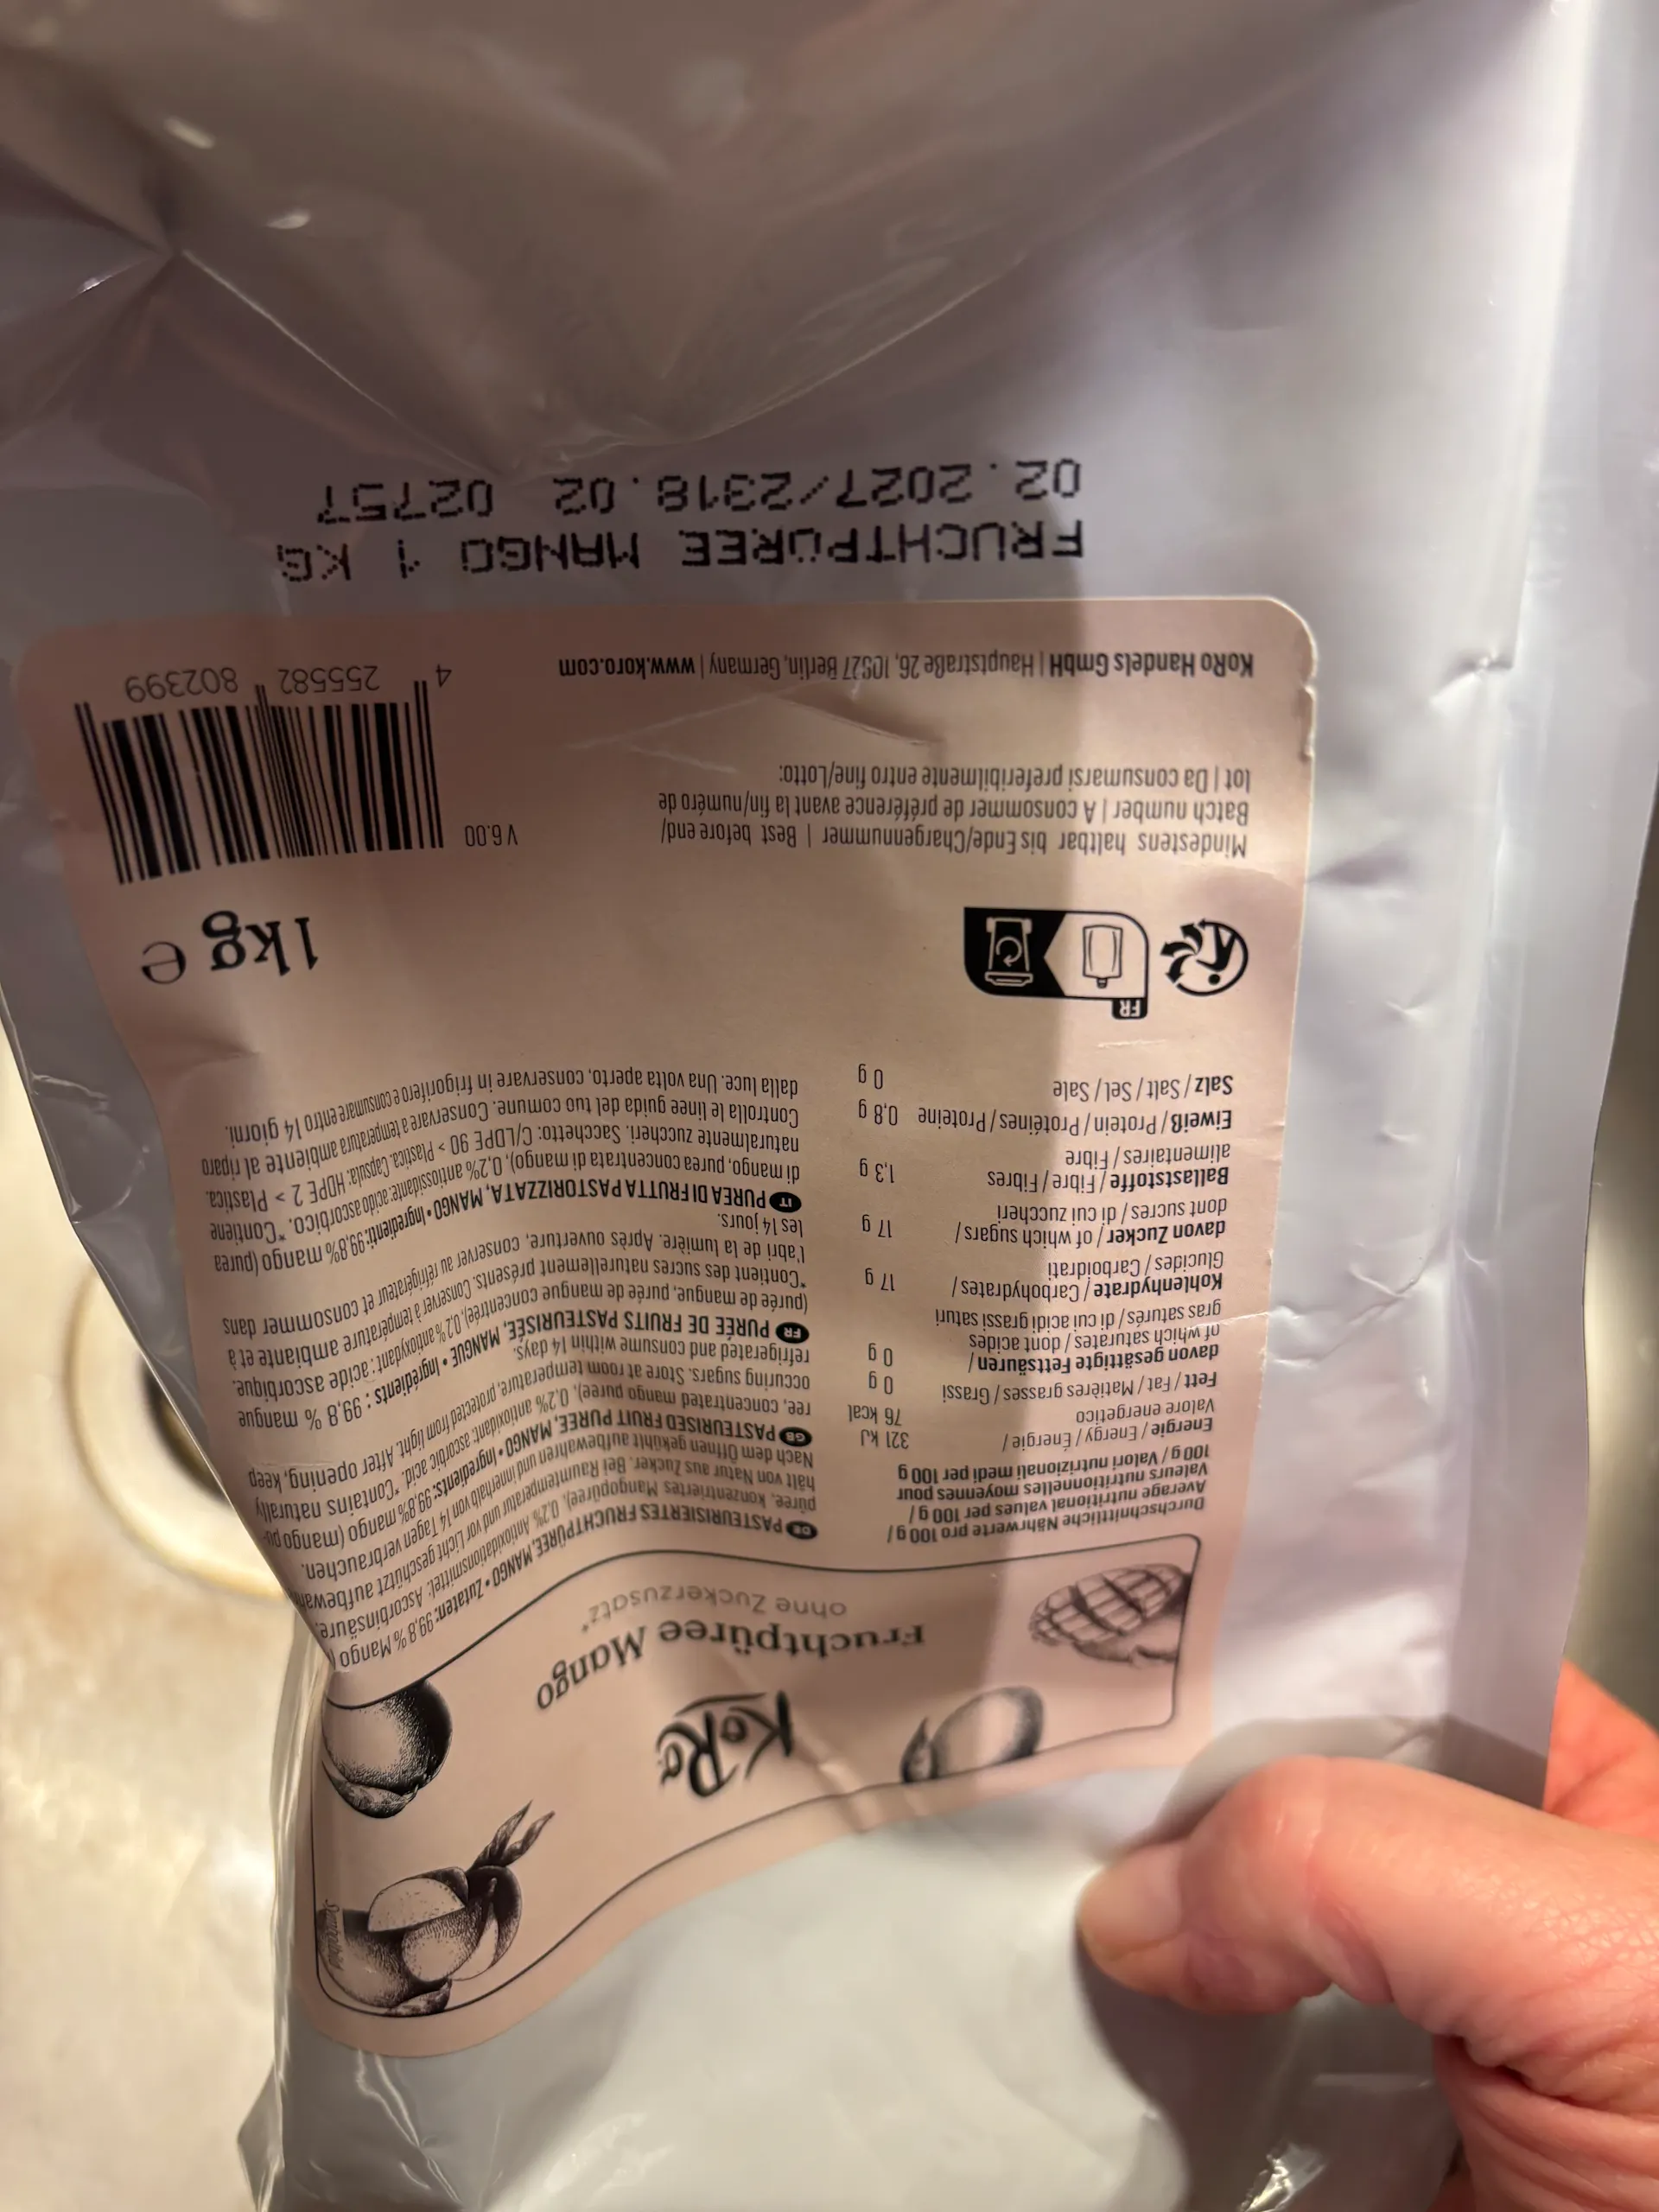 KoRo
Fruchtpüree Mango
ohne Zuckerzusatz*
Durchschnittliche Nährwerte pro 100 g /
Average nutritional values per 100 g /
Valeurs nutritionnelles moyennes pour
100 g / Valori nutrizionali medi per 100 g
Energie / Energy / Énergie / 321 kJ
Valore energetico 76 kcal
Fett / Fat / Matières grasses / Grassi 0 g
davon gesättigte Fettsäuren / 0 g
of which saturates / dont acides
gras saturés / di cui acidi grassi saturi
Kohlenhydrate / Carbohydrates / 17 g
Glucides / Carboidrati
davon Zucker / of which sugars / 17 g
dont sucres / di cui zuccheri
Ballaststoffe / Fibre / Fibres 1,3 g
alimentaires / Fibre
Eiweiß / Protein / Protéines / Proteine 0,8 g
Salz / Salt / Sel / Sale 0 g
DE PASTEURISIERTES FRUCHTPÜREE, MANGO • Zutaten: 99,8 % Mango
püree, konzentriertes Mangopüree), 0,2% Antioxidationsmittel: Ascorbinsäure.
hält von Natur aus Zucker. Bei Raumtemperatur und vor Licht geschützt
Nach dem Öffnen gekühlt aufbewahren und innerhalb von 14 Tagen verbrauchen.
GB PASTEURISED FRUIT PUREE, MANGO • Ingredients: 99,8% mango (mango pu-
ree, concentrated mango puree), 0,2% antioxidant: ascorbic acid. *Contains naturally
occuring sugars. Store at room temperature, protected from light. After opening, keep
refrigerated and consume within 14 days.
FR PURÉE DE FRUITS PASTEURISÉE, MANGUE • Ingrédients : 99,8 % mangue
(purée de mangue, purée de mangue concentrée), 0,2% antioxydant : acide ascorbique.
*Contient des sucres naturellement présents. Conserver à température ambiante et à
l'abri de la lumière. Après ouverture, conserver au réfrigérateur et consommer dans
les 14 jours.
IT PUREA DI FRUTTA PASTORIZZATA, MANGO • Ingredienti: 99,8% mango (purea
di mango, purea concentrata di mango), 0,2% antiossidante: acido ascorbico. *Contiene
naturalmente zuccheri. Sacchetto: C/LDPE 90 > Plastica. Capsula: HDPE 2 > Plastica.
Controlla le linee guida del tuo comune. Conservare a temperatura ambiente al riparo
dalla luce. Una volta aperto, conservare in frigorifero e consumare entro 14 giorni.
FR
1kg e
Mindestens haltbar bis Ende/Chargennummer | Best before end/
Batch number | A consommer de préférence avant la fin/numéro de
lot | Da consumarsi preferibilmente entro fine/Lotto:
V 6.00
4 255582 802399
KoRo Handels GmbH | Hauptstraße 26, 10827 Berlin, Germany | www.koro.com
FRUCHTPÜREE MANGO 1 KG
02.2027/2318.02 02757